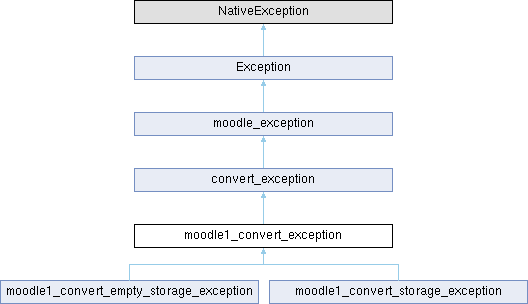 NativeException
Exception
moodle_exception
convert_exception
moodle1_convert_exception
moodle1_convert_empty_storage_exception
moodle1_convert_storage_exception